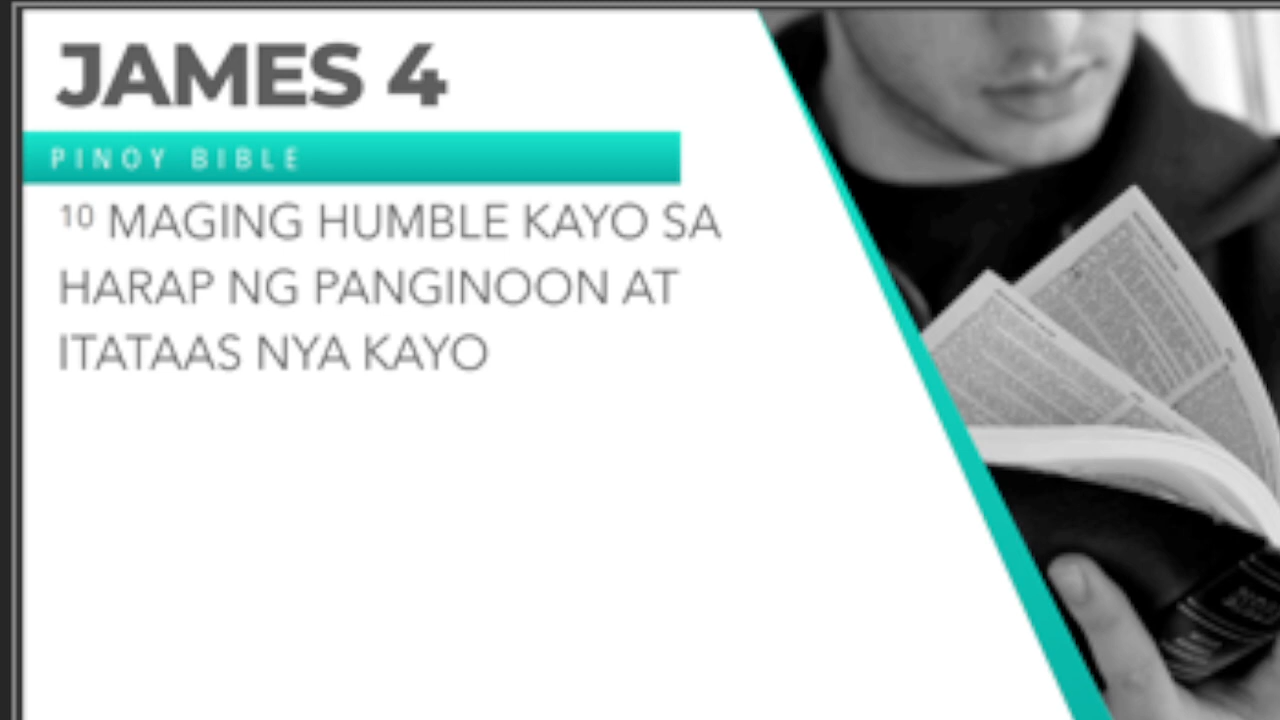 JAMES 4
PINOY BIBLE
10 MAGING HUMBLE KAYO SA
HARAP NG PANGINOON AT
ITATAAS NYA KAYO